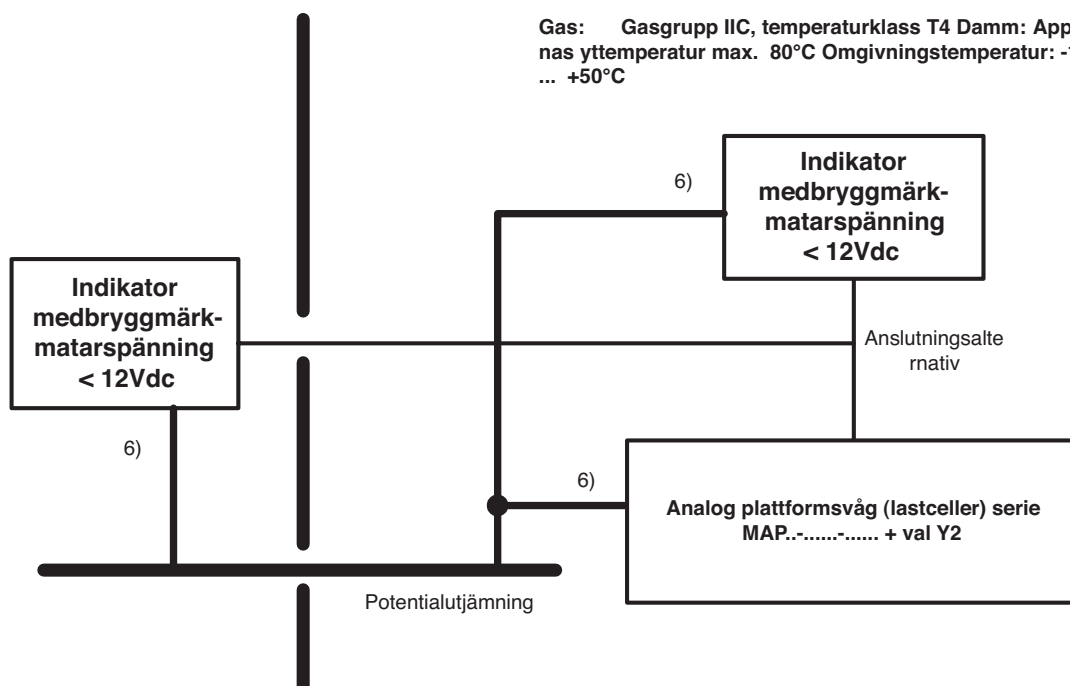 Gas: Gasgrupp IIC, temperaturklass T4 Damm: App
nas yttemperatur max. 80°C Omgivningstemperatur: -1
... +50°C
6)
Indikator
medbryggmärk-
matarspänning
< 12Vdc
Indikator
medbryggmärk-
matarspänning
< 12Vdc
Anslutningsalte
rnativ
6)
6)
Analog plattformsvåg (lastceller) serie
MAP..-......-...... + val Y2
Potentialutjämning